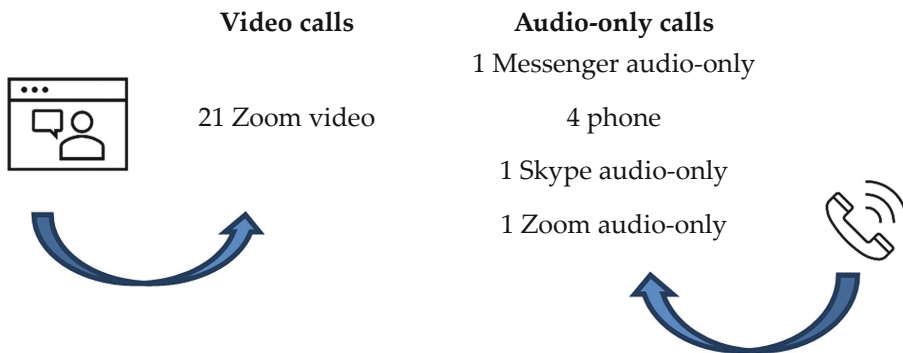 Video calls
Audio-only calls
1 Messenger audio-only
21 Zoom video
4 phone
1 Skype audio-only
1 Zoom audio-only